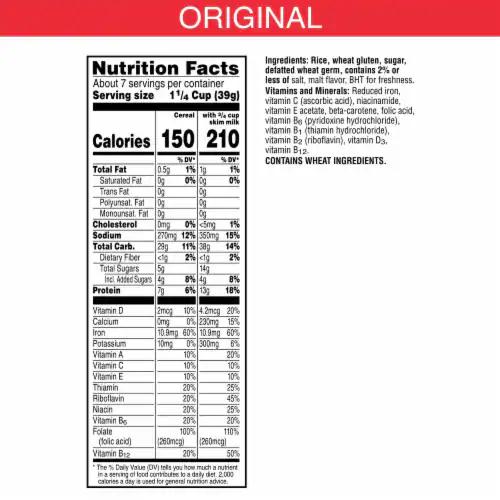 ORIGINAL
Nutrition Facts
About 7 servings per container
Serving size 1 1/4 Cup (39g)
Cereal with 3/4 cup skim milk
Calories 150 210
% DV* % DV*
Total Fat 0.5g 1% 1g 1%
Saturated Fat 0g 0% 0g 0%
Trans Fat 0g 0g
Polyunsat. Fat 0g 0g
Monounsat. Fat 0g 0g
Cholesterol 0mg 0% <5mg 1%
Sodium 270mg 12% 350mg 15%
Total Carb. 29g 11% 38g 14%
Dietary Fiber <1g 2% <1g 2%
Total Sugars 5g 14g
Incl. Added Sugars 4g 8% 4g 8%
Protein 7g 6% 13g 18%
Vitamin D 2mcg 10% 4.2mcg 20%
Calcium 0mg 0% 230mg 15%
Iron 10.9mg 60% 10.9mg 60%
Potassium 10mg 0% 300mg 6%
Vitamin A 10% 20%
Vitamin C 10% 10%
Vitamin E 10% 10%
Thiamin 20% 25%
Riboflavin 20% 45%
Niacin 20% 25%
Vitamin B6 20% 20%
Folate 100% 110%
(folic acid) (260mcg) (260mcg)
Vitamin B12 20% 50%
* The % Daily Value (DV) tells you how much a nutrient
in a serving of food contributes to a daily diet. 2,000
calories a day is used for general nutrition advice.
Ingredients: Rice, wheat gluten, sugar,
defatted wheat germ, contains 2% or
less of salt, malt flavor, BHT for freshness.
Vitamins and Minerals: Reduced iron,
vitamin C (ascorbic acid), niacinamide,
vitamin E acetate, beta-carotene, folic acid,
vitamin B6 (pyridoxine hydrochloride),
vitamin B1 (thiamin hydrochloride),
vitamin B2 (riboflavin), vitamin D3,
vitamin B12.
CONTAINS WHEAT INGREDIENTS.